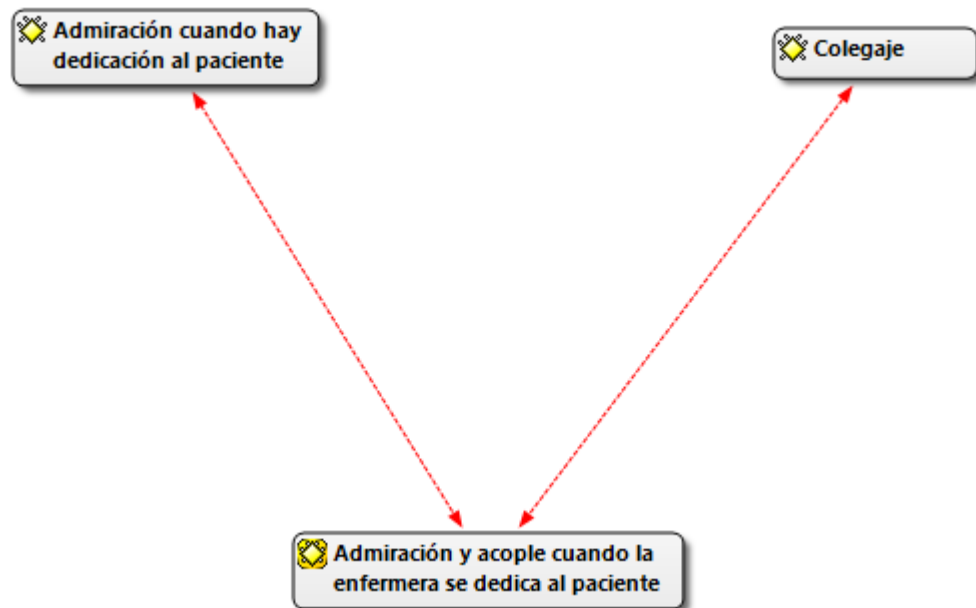 Admiración cuando hay
dedicación al paciente
Colegaje
Admiración y acople cuando la
enfermera se dedica al paciente